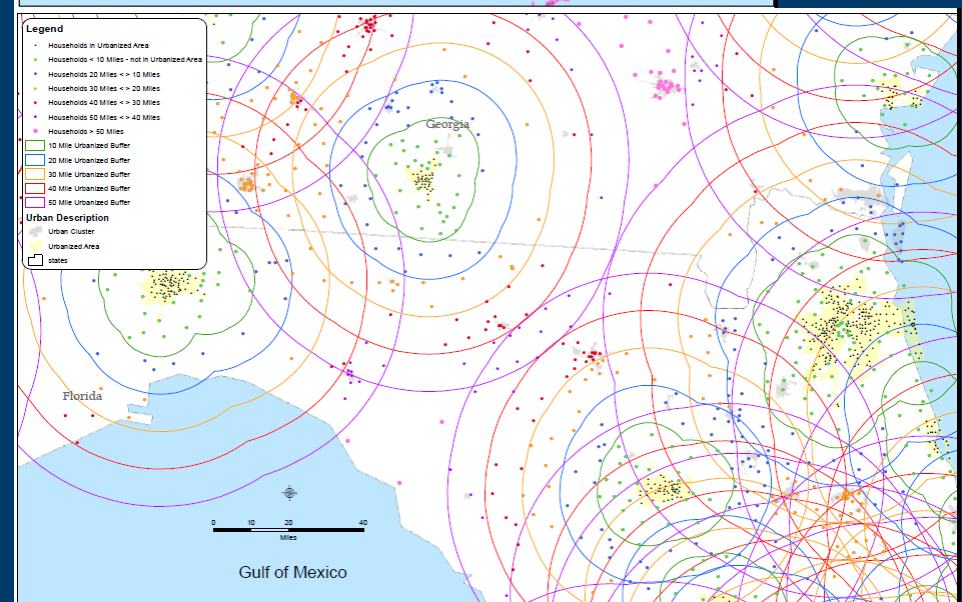 Legend
Households in Urbanized Area
Households < 10 Miles - not in Urbanized Area
Households 20 Miles <> 10 Miles
Households 30 Miles <> 20 Miles
Households 40 Miles <> 30 Miles
Households 50 Miles <> 40 Miles
Households > 50 Miles
10 Mile Urbanized Buffer
20 Mile Urbanized Buffer
30 Mile Urbanized Buffer
40 Mile Urbanized Buffer
50 Mile Urbanized Buffer
Urban Description
Urban Cluster
Urbanized Area
states
Georgia
Florida
0 10 20 40
Miles
Gulf of Mexico